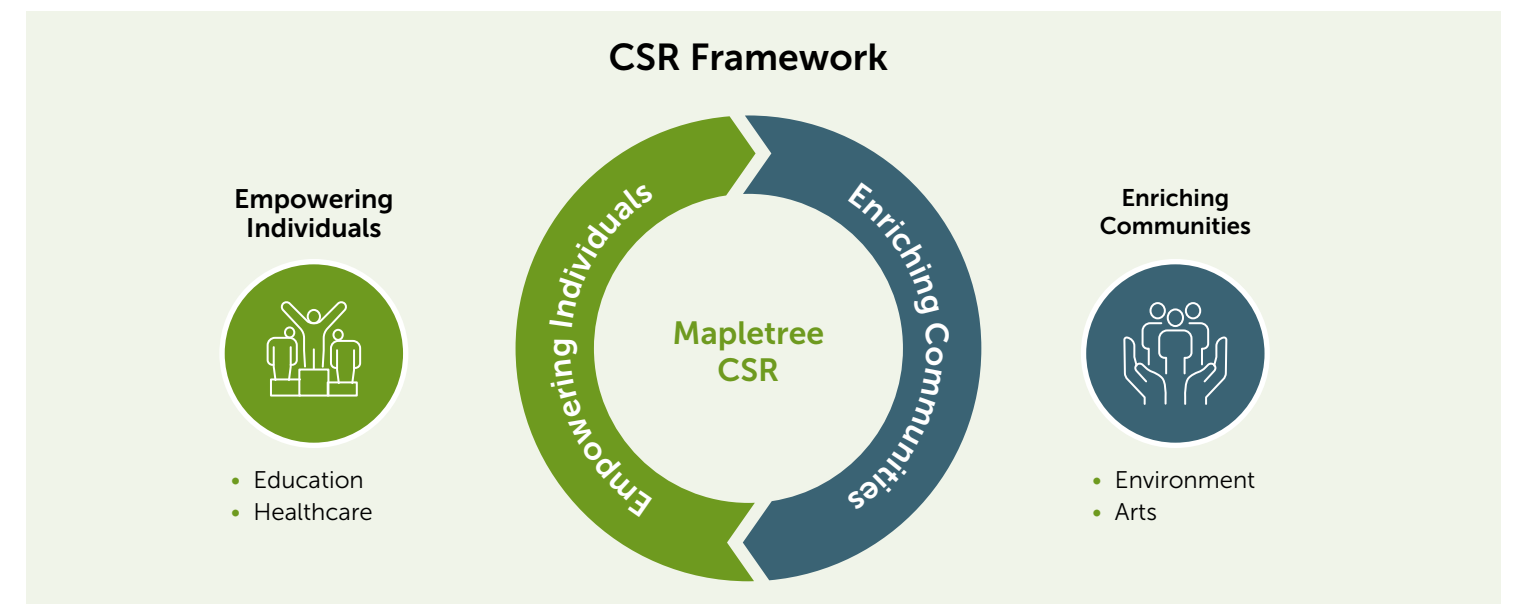 CSR Framework
Empowering
Individuals
• Education
• Healthcare
Empowering Individuals
Enriching Communities
Mapletree
CSR
Enriching
Communities
• Environment
• Arts